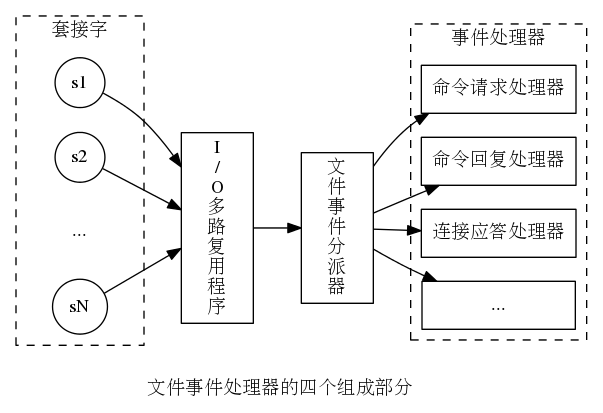 套接字
s1
s2
...
sN
I/O多路复用程序
文件事件分派器
事件处理器
命令请求处理器
命令回复处理器
连接应答处理器
...
文件事件处理器的四个组成部分